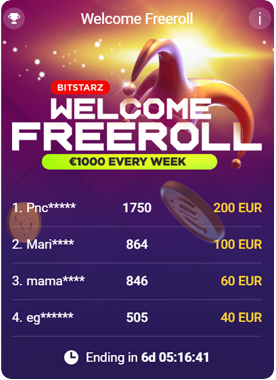 Welcome Freeroll
i
BITSTARZ
WELCOME
FREEROLL
€1000 EVERY WEEK
1. Pnc***** 1750 200 EUR
2. Mari**** 864 100 EUR
3. mama**** 846 60 EUR
4. eg****** 505 40 EUR
Ending in 6d 05:16:41